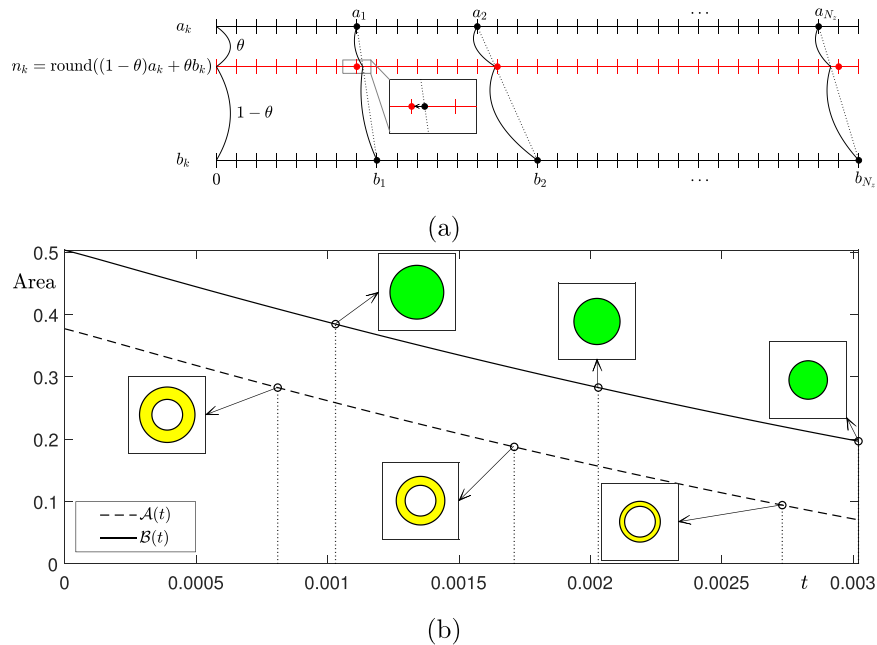 a_k a_1 a_2 ⋯ a_{N_z}
θ
n_k = round((1 − θ)a_k + θb_k)
1 − θ
b_k
0 b_1 b_2 ⋯ b_{N_z}
(a)
0.5
Area
0.4
0.3
0.2
0.1
𝒜(t)
ℬ(t)
0
0 0.0005 0.001 0.0015 0.002 0.0025 t 0.003
(b)